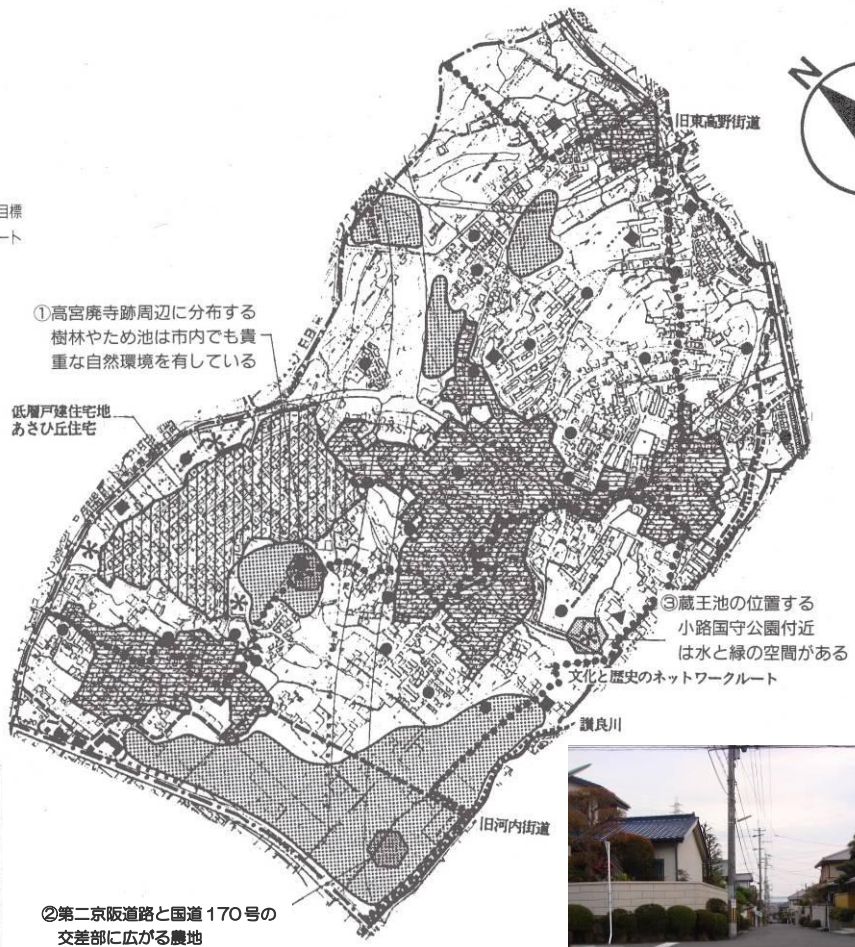 N
旧東高野街道
目標
ート
①高宮廃寺跡周辺に分布する
樹林やため池は市内でも貴
重な自然環境を有している
低層戸建住宅地
あさひ丘住宅
③蔵王池の位置する
小路国守公園付近
は水と緑の空間がある
文化と歴史のネットワークルート
讃良川
旧河内街道
②第二京阪道路と国道170号の
交差部に広がる農地